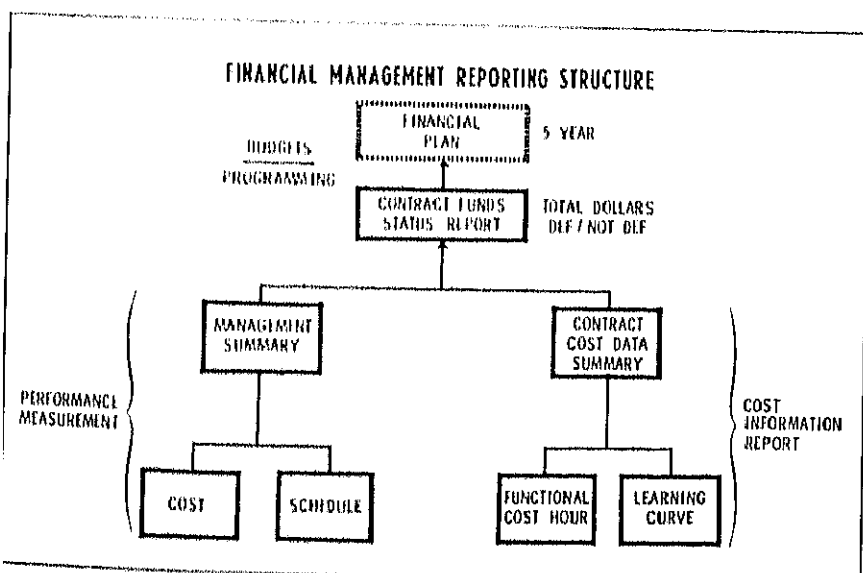 FINANCIAL MANAGEMENT REPORTING STRUCTURE
FINANCIAL
PLAN
5 YEAR
BUDGETS
PROGRAMMING
CONTRACT FUNDS
STATUS REPORT
TOTAL DOLLARS
DEF / NOT DEF
MANAGEMENT
SUMMARY
CONTRACT
COST DATA
SUMMARY
PERFORMANCE
MEASUREMENT
COST
INFORMATION
REPORT
COST
SCHEDULE
FUNCTIONAL
COST HOUR
LEARNING
CURVE